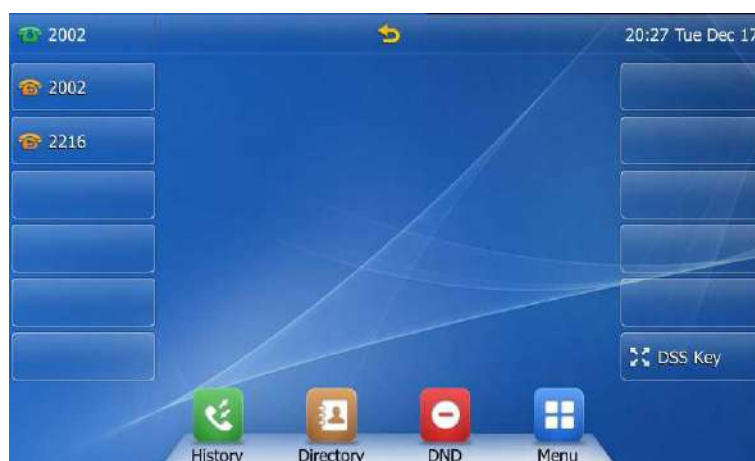 2002
20:27 Tue Dec 17
2002
2216
DSS Key
History Directory DND Menu